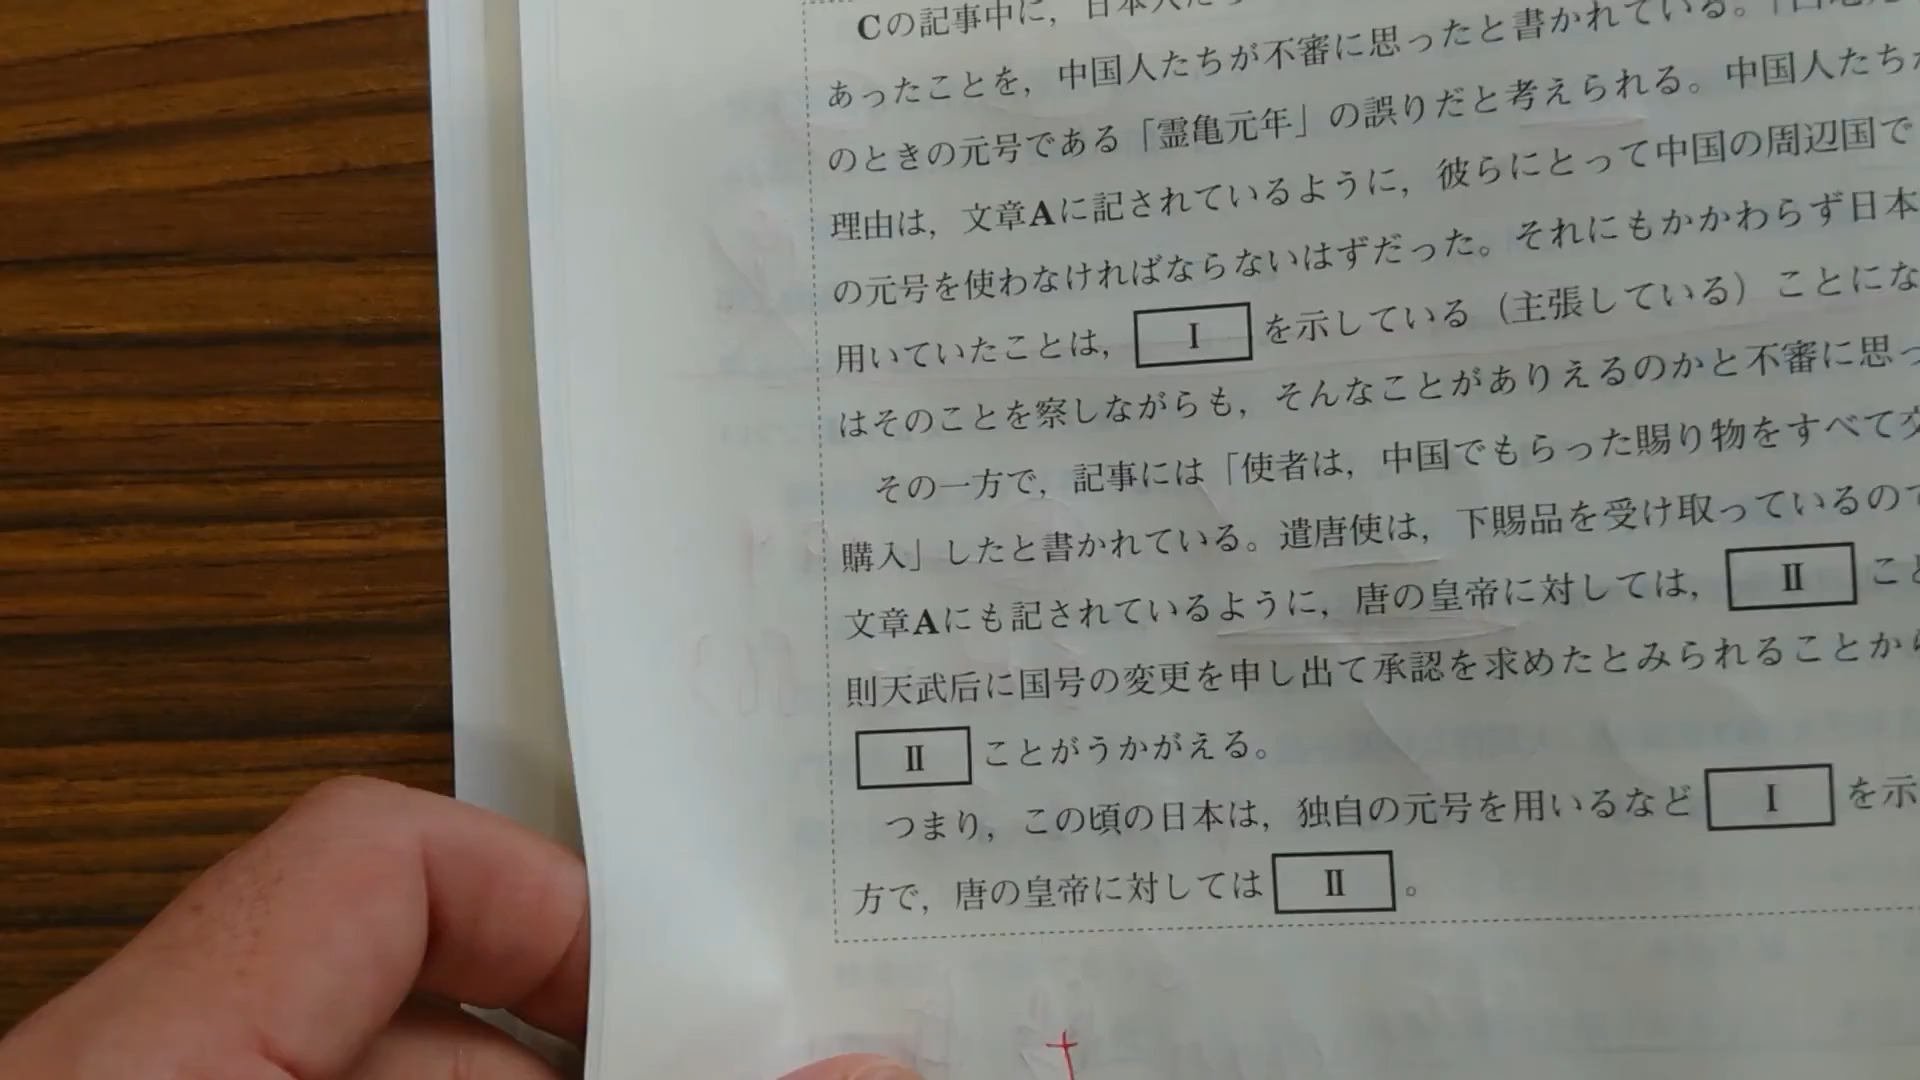 Cの記事中に，日本人たち
あったことを，中国人たちが不審に思ったと書かれている。「白亀元
のときの元号である「霊亀元年」の誤りだと考えられる。中国人たちが
理由は，文章Aに記されているように，彼らにとって中国の周辺国で
の元号を使わなければならないはずだった。それにもかかわらず日本
用いていたことは，Ⅰを示している（主張している）ことにな
はそのことを察しながらも，そんなことがありえるのかと不審に思っ
その一方で，記事には「使者は，中国でもらった賜り物をすべて交
購入」したと書かれている。遣唐使は，下賜品を受け取っているので
文章Aにも記されているように，唐の皇帝に対しては，Ⅱこと
則天武后に国号の変更を申し出て承認を求めたとみられることから
Ⅱことがうかがえる。
つまり，この頃の日本は，独自の元号を用いるなどⅠを示
方で，唐の皇帝に対してはⅡ。